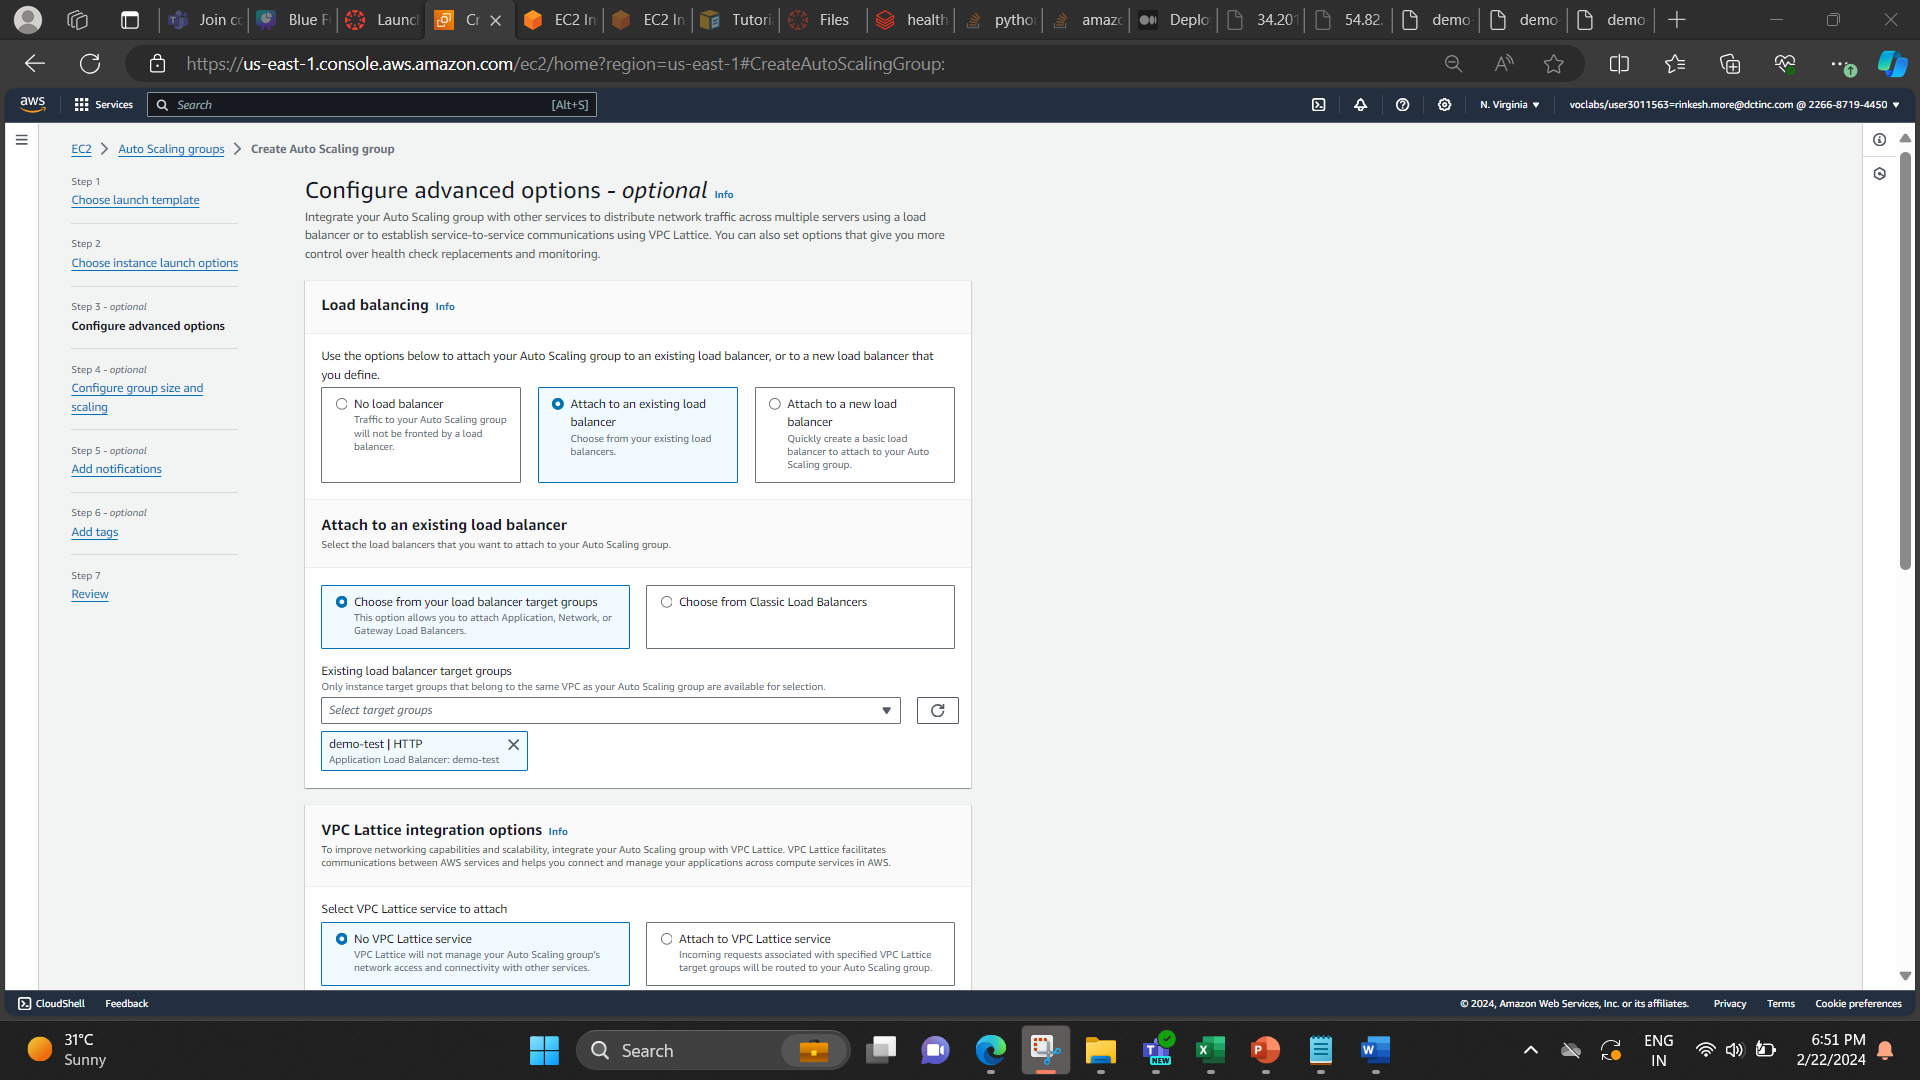 Join co
Blue F
Launc
Cr
EC2 In
EC2 In
Tutoria
Files
health
pytho
amazo
Deplo
34.201
54.82.
demo-
demo-
demo-
https://us-east-1.console.aws.amazon.com/ec2/home?region=us-east-1#CreateAutoScalingGroup:
aws
Services
Search
[Alt+S]
N. Virginia
voclabs/user3011563=rinkesh.more@dctinc.com @ 2266-8719-4450
EC2
Auto Scaling groups
Create Auto Scaling group
Step 1
Choose launch template
Step 2
Choose instance launch options
Step 3 - optional
Configure advanced options
Step 4 - optional
Configure group size and
scaling
Step 5 - optional
Add notifications
Step 6 - optional
Add tags
Step 7
Review
Configure advanced options - optional Info
Integrate your Auto Scaling group with other services to distribute network traffic across multiple servers using a load
balancer or to establish service-to-service communications using VPC Lattice. You can also set options that give you more
control over health check replacements and monitoring.
Load balancing Info
Use the options below to attach your Auto Scaling group to an existing load balancer, or to a new load balancer that
you define.
No load balancer
Traffic to your Auto Scaling group
will not be fronted by a load
balancer.
Attach to an existing load
balancer
Choose from your existing load
balancers.
Attach to a new load
balancer
Quickly create a basic load
balancer to attach to your Auto
Scaling group.
Attach to an existing load balancer
Select the load balancers that you want to attach to your Auto Scaling group.
Choose from your load balancer target groups
This option allows you to attach Application, Network, or
Gateway Load Balancers.
Choose from Classic Load Balancers
Existing load balancer target groups
Only instance target groups that belong to the same VPC as your Auto Scaling group are available for selection.
Select target groups
demo-test | HTTP
Application Load Balancer: demo-test
VPC Lattice integration options Info
To improve networking capabilities and scalability, integrate your Auto Scaling group with VPC Lattice. VPC Lattice facilitates
communications between AWS services and helps you connect and manage your applications across compute services in AWS.
Select VPC Lattice service to attach
No VPC Lattice service
VPC Lattice will not manage your Auto Scaling group's
network access and connectivity with other services.
Attach to VPC Lattice service
Incoming requests associated with specified VPC Lattice
target groups will be routed to your Auto Scaling group.
CloudShell
Feedback
© 2024, Amazon Web Services, Inc. or its affiliates.
Privacy
Terms
Cookie preferences
31°C
Sunny
Search
NEW
ENG
IN
6:51 PM
2/22/2024